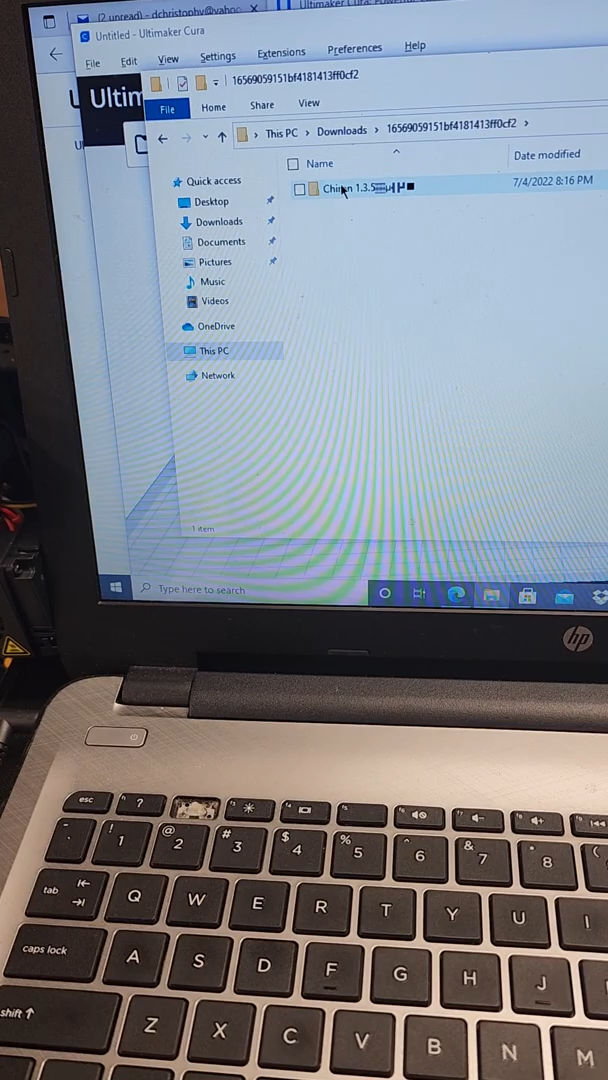 (2 unread) - dchristophv@yaho
Untitled - Ultimaker Cura
File Edit View Settings Extensions Preferences Help
Ultim
16569059151bf4181413ff0cf2
File Home Share View
This PC > Downloads > 16569059151bf4181413ff0cf2 >
Name Date modified
7/4/2022 8:16 PM
Quick access
Desktop
Downloads
Documents
Pictures
Music
Videos
OneDrive
This PC
Network
1 item
Type here to search
hp
esc ?
! 1 @ 2 # 3 $ 4 % 5 ^ 6 & 7 * 8 (
tab Q W E R T Y U I
caps lock A S D F G H J
shift Z X C V B N M